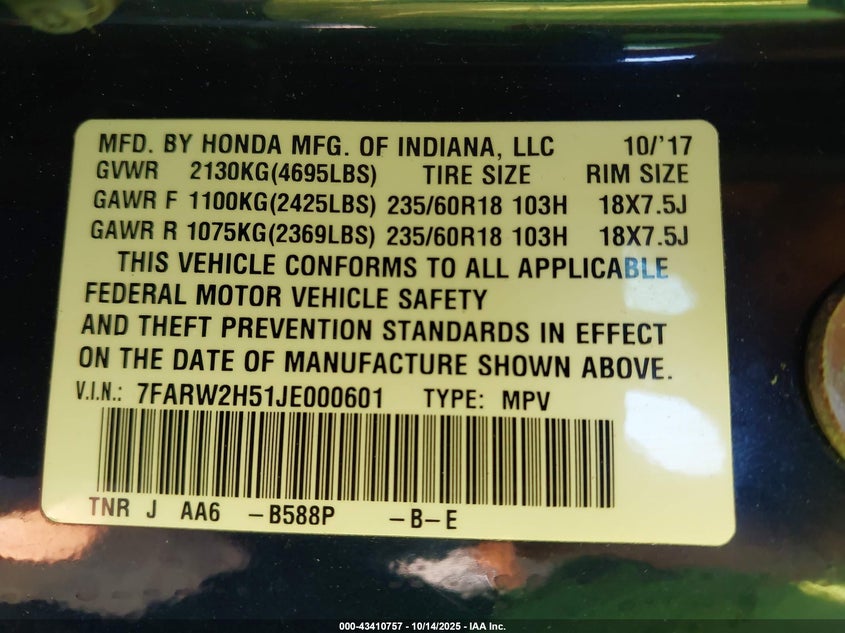 MFD. BY HONDA MFG. OF INDIANA, LLC 10/'17
GVWR 2130KG(4695LBS) TIRE SIZE RIM SIZE
GAWR F 1100KG(2425LBS) 235/60R18 103H 18X7.5J
GAWR R 1075KG(2369LBS) 235/60R18 103H 18X7.5J
THIS VEHICLE CONFORMS TO ALL APPLICABLE
FEDERAL MOTOR VEHICLE SAFETY
AND THEFT PREVENTION STANDARDS IN EFFECT
ON THE DATE OF MANUFACTURE SHOWN ABOVE.
V.I.N.: 7FARW2H51JE000601 TYPE: MPV
TNR J AA6 -B588P -B-E
000-43410757 - 10/14/2025 - IAA Inc.